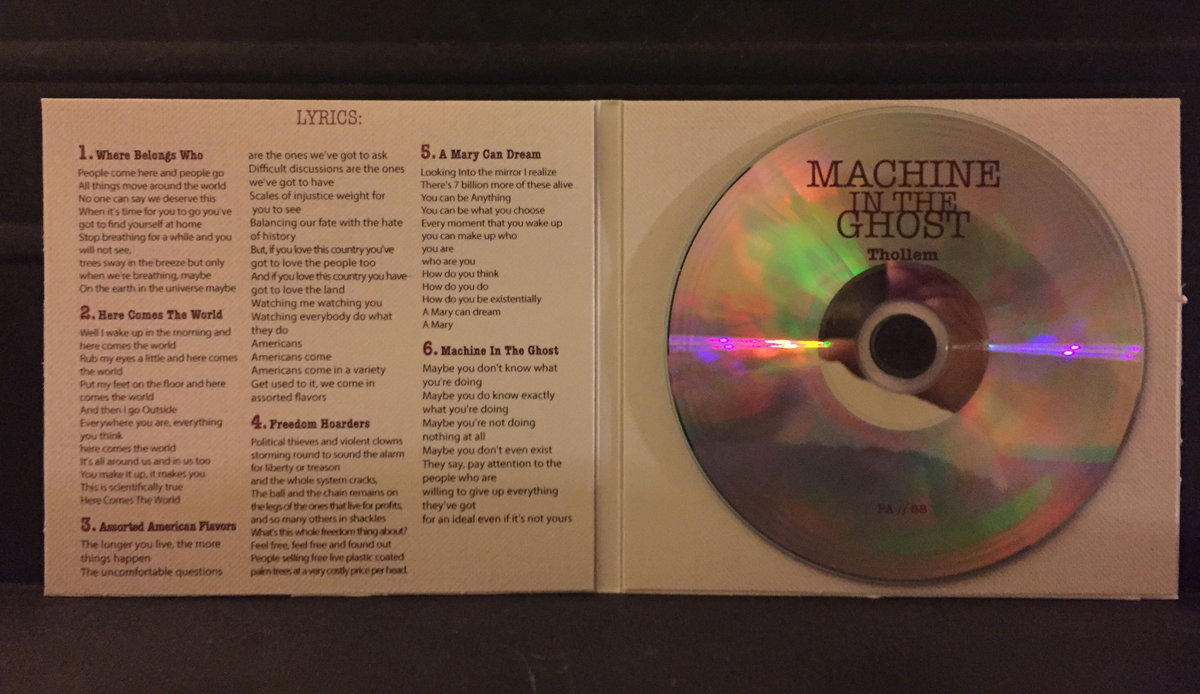 LYRICS:
1. Where Belongs Who
People come here and people go
All things move around the world
No one can say we deserve this
When it's time for you to go you've
got to find yourself at home
Stop breathing for a while and you
will not see,
trees sway in the breeze but only
when we're breathing, maybe
On the earth in the universe maybe
2. Here Comes The World
Well I wake up in the morning and
here comes the world
Rub my eyes a little and here comes
the world
Put my feet on the floor and here
comes the world
And then I go Outside
Everywhere you are, everything
you think
here comes the world
It's all around us and in us too
You make it up, it makes you
This is scientifically true
Here Comes The World
3. Assorted American Flavors
The longer you live, the more
things happen
The uncomfortable questions
are the ones we've got to ask
Difficult discussions are the ones
we've got to have
Scales of injustice weight for
you to see
Balancing our fate with the hate
of history
But, if you love this country you've
got to love the people too
And if you love this country you have
got to love the land
Watching me watching you
Watching everybody do what
they do
Americans
Americans come
Americans come in a variety
Get used to it, we come in
assorted flavors
4. Freedom Hoarders
Political thieves and violent clowns
storming round to sound the alarm
for liberty or treason
and the whole system cracks,
The ball and the chain remains on
the legs of the ones that live for profits,
and so many others in shackles
What's this whole freedom thing about?
Feel free, feel free and found out
People selling free live plastic coated
palm trees at a very costly price per head.
5. A Mary Can Dream
Looking Into the mirror I realize
There's 7 billion more of these alive
You can be Anything
You can be what you choose
Every moment that you wake up
you can make up who
you are
who are you
How do you think
How do you do
How do you be existentially
A Mary can dream
A Mary
6. Machine In The Ghost
Maybe you don't know what
you're doing
Maybe you do know exactly
what you're doing
Maybe you're not doing
nothing at all
Maybe you don't even exist
They say, pay attention to the
people who are
willing to give up everything
they've got
for an ideal even if it's not yours
MACHINE
IN THE
GHOST
Thollem
PA // 88